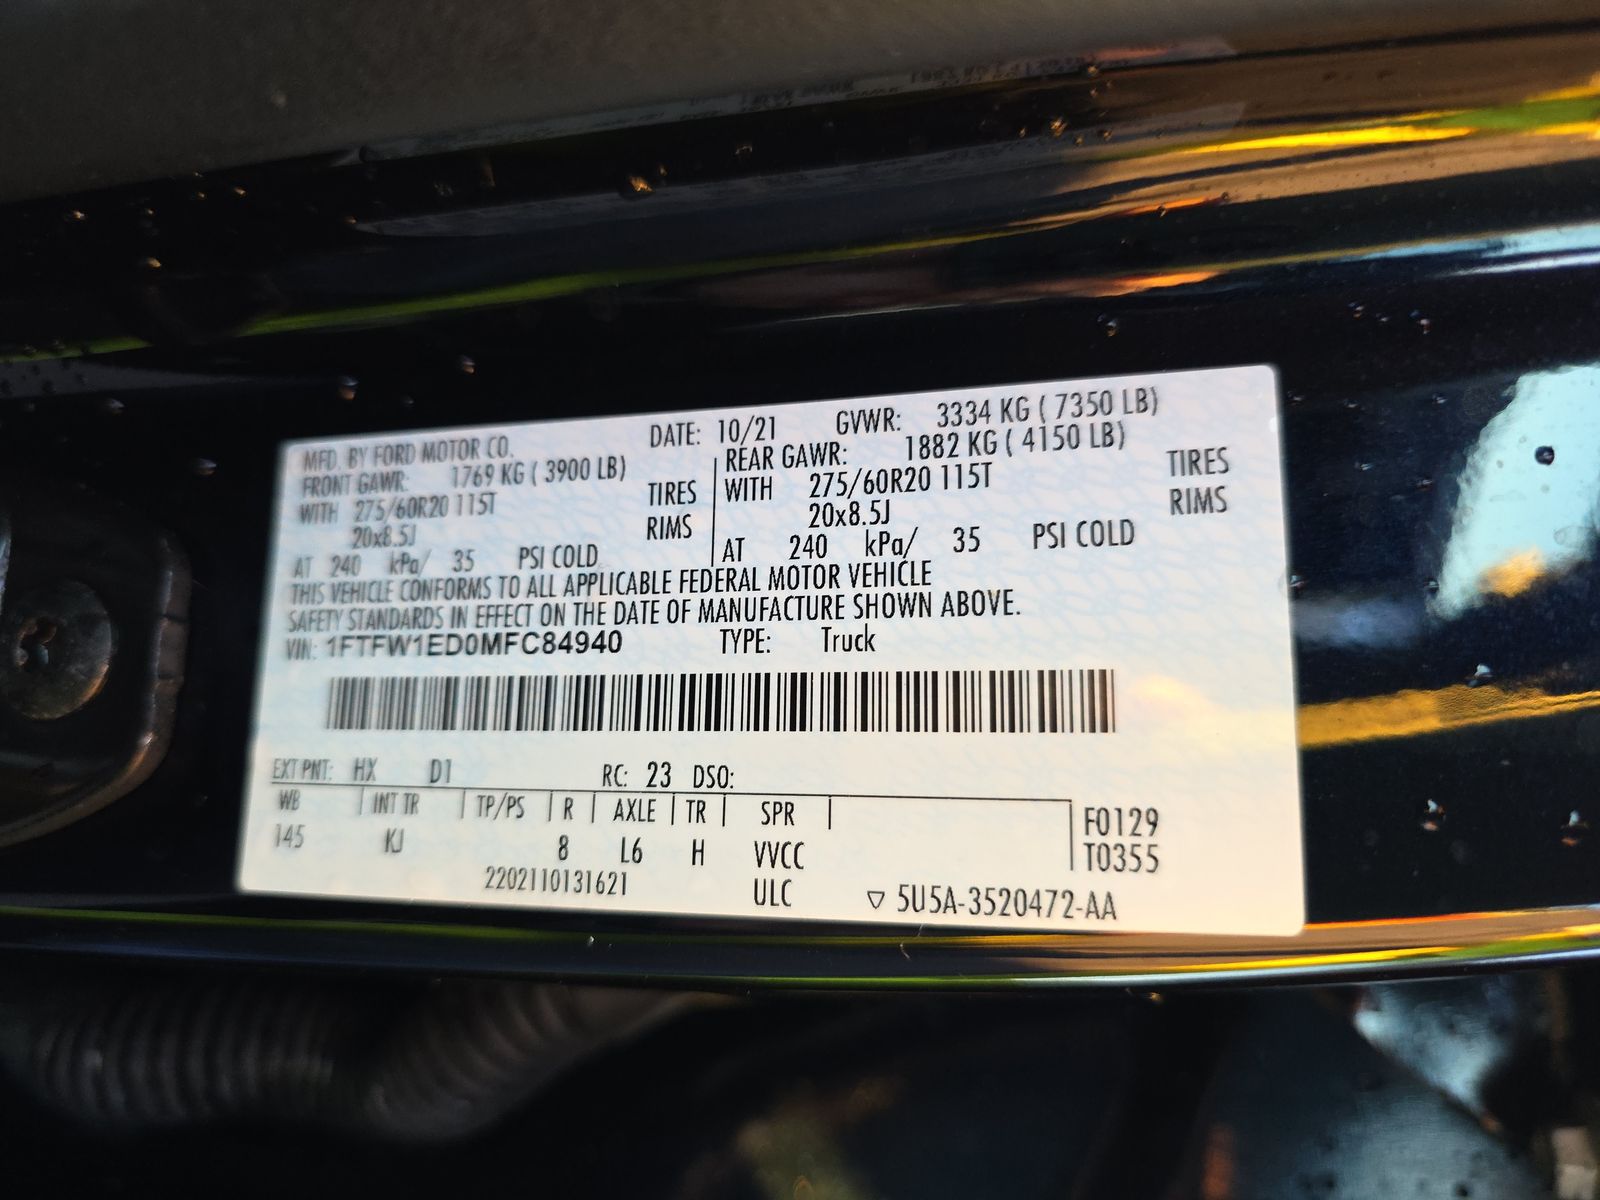 MFD. BY FORD MOTOR CO. DATE: 10/21 GVWR: 3334 KG ( 7350 LB)
FRONT GAWR: 1769 KG ( 3900 LB) REAR GAWR: 1882 KG ( 4150 LB)
WITH 275/60R20 115T TIRES WITH 275/60R20 115T TIRES
20x8.5J RIMS 20x8.5J RIMS
AT 240 kPa/ 35 PSI COLD AT 240 kPa/ 35 PSI COLD
THIS VEHICLE CONFORMS TO ALL APPLICABLE FEDERAL MOTOR VEHICLE
SAFETY STANDARDS IN EFFECT ON THE DATE OF MANUFACTURE SHOWN ABOVE.
VIN: 1FTFW1ED0MFC84940 TYPE: Truck
EXT PNT: HX D1 RC: 23 DSO:
WB INT TR TP/PS R AXLE TR SPR F0129
145 KJ 8 L6 H VVCC T0355
2202110131621 ULC ▽ 5U5A-3520472-AA